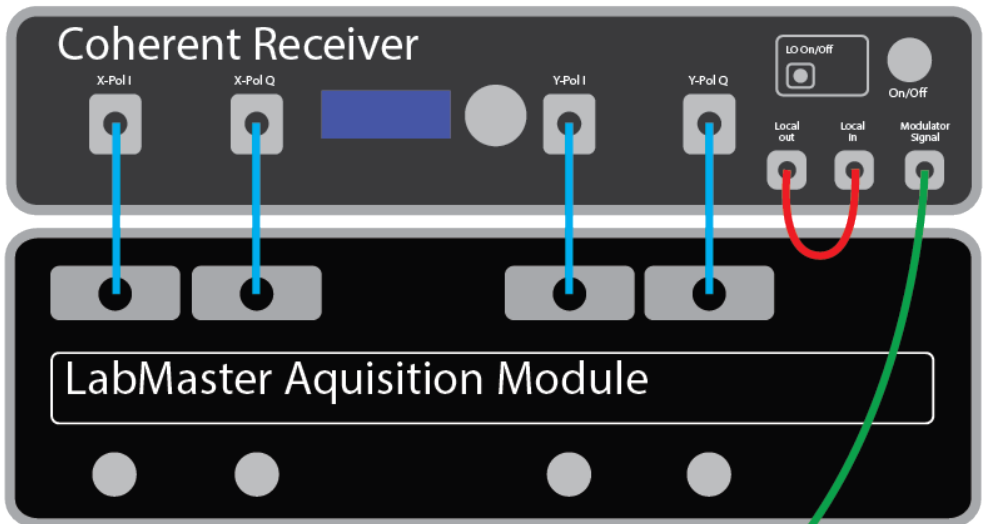 Coherent Receiver
X-Pol I
X-Pol Q
Y-Pol I
Y-Pol Q
LO On/Off
On/Off
Local
out
Local
In
Modulator
Signal
LabMaster Aquisition Module